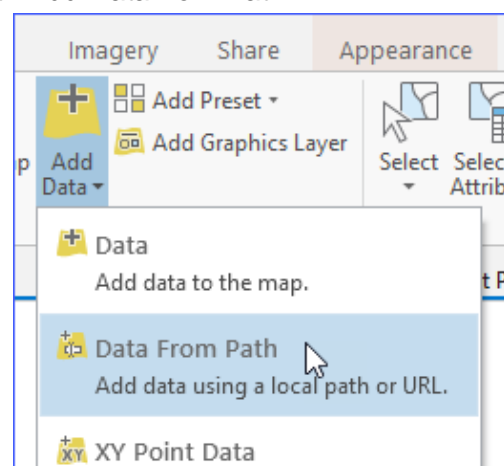 Imagery Share Appearance
Add Preset
Add Graphics Layer
Add
Data
Select
Data
Add data to the map.
Data From Path
Add data using a local path or URL.
XY Point Data